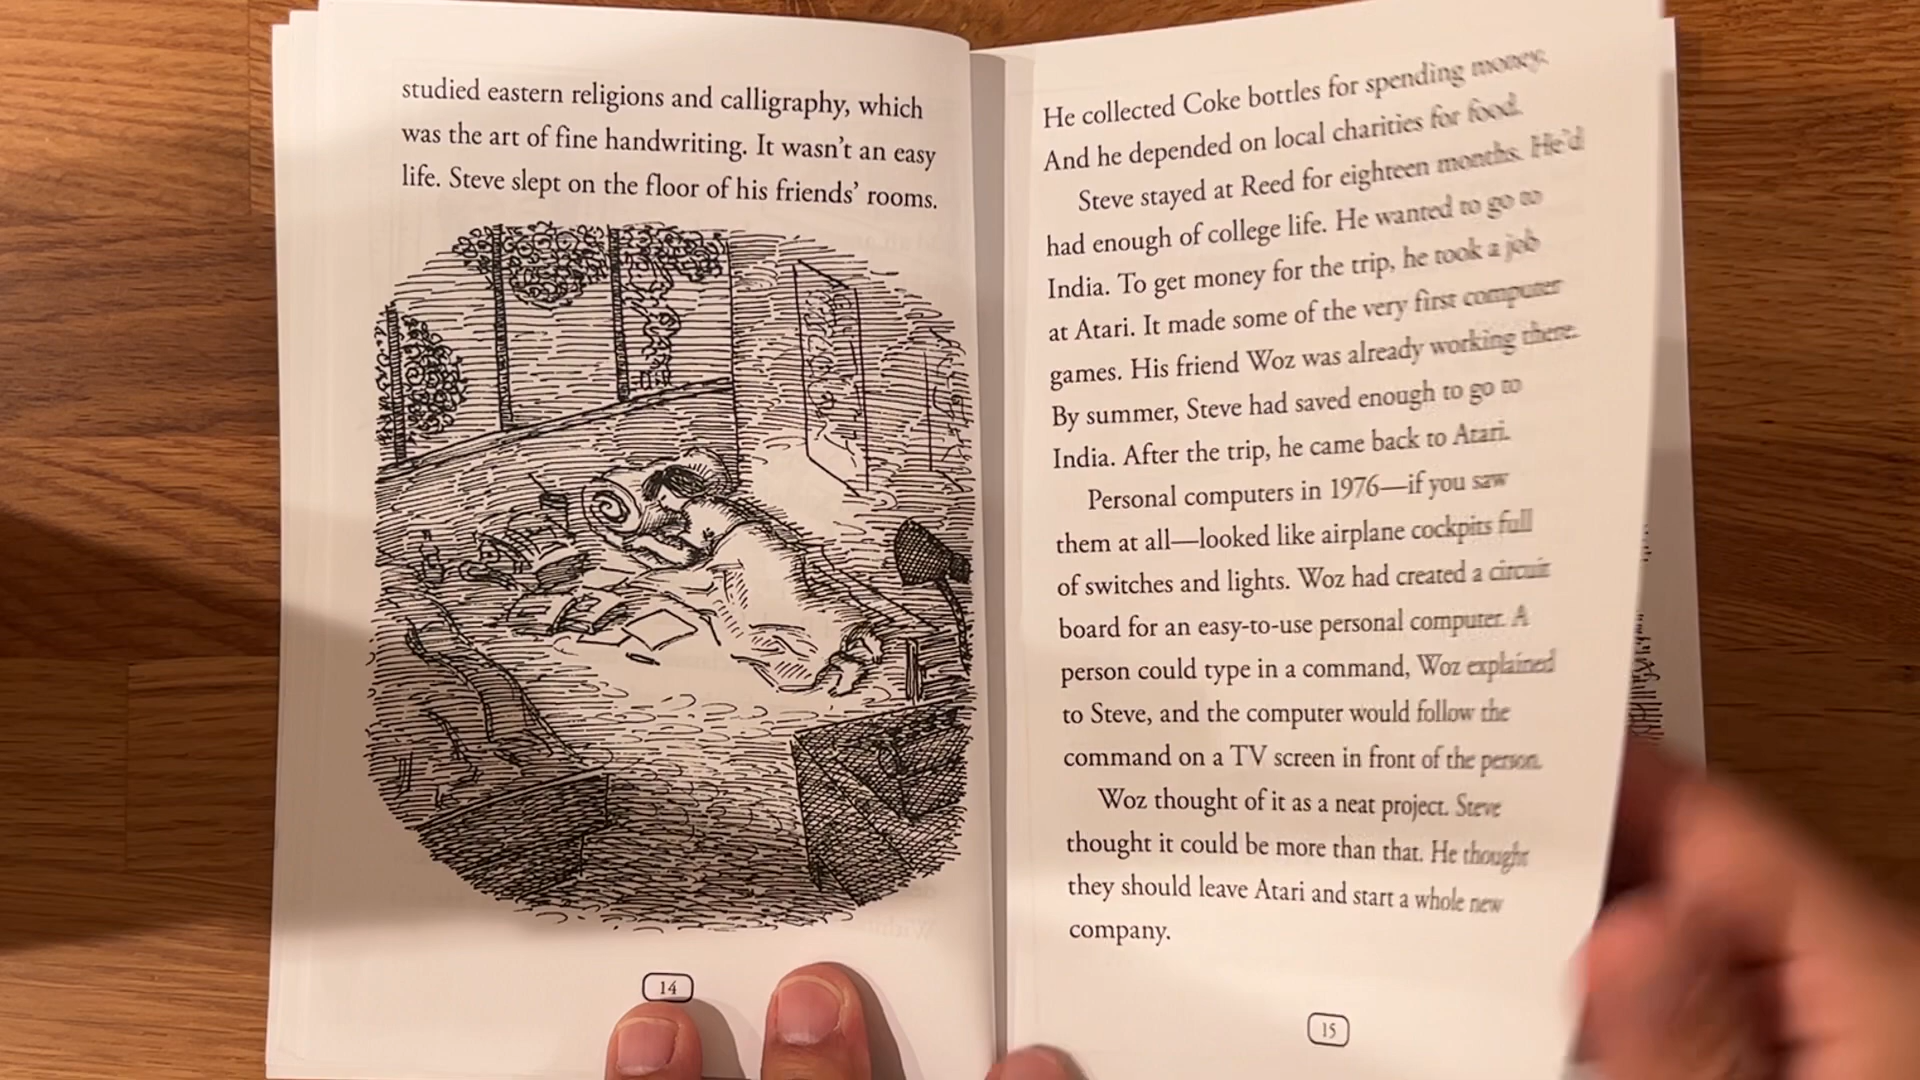 studied eastern religions and calligraphy, which
was the art of fine handwriting. It wasn't an easy
life. Steve slept on the floor of his friends' rooms.
14
He collected Coke bottles for spending money.
And he depended on local charities for food.
Steve stayed at Reed for eighteen months. He'd
had enough of college life. He wanted to go to
India. To get money for the trip, he took a job
at Atari. It made some of the very first computer
games. His friend Woz was already working there.
By summer, Steve had saved enough to go to
India. After the trip, he came back to Atari.
Personal computers in 1976—if you saw
them at all—looked like airplane cockpits full
of switches and lights. Woz had created a circuit
board for an easy-to-use personal computer. A
person could type in a command, Woz explained
to Steve, and the computer would follow the
command on a TV screen in front of the person.
Woz thought of it as a neat project. Steve
thought it could be more than that. He thought
they should leave Atari and start a whole new
company.
15